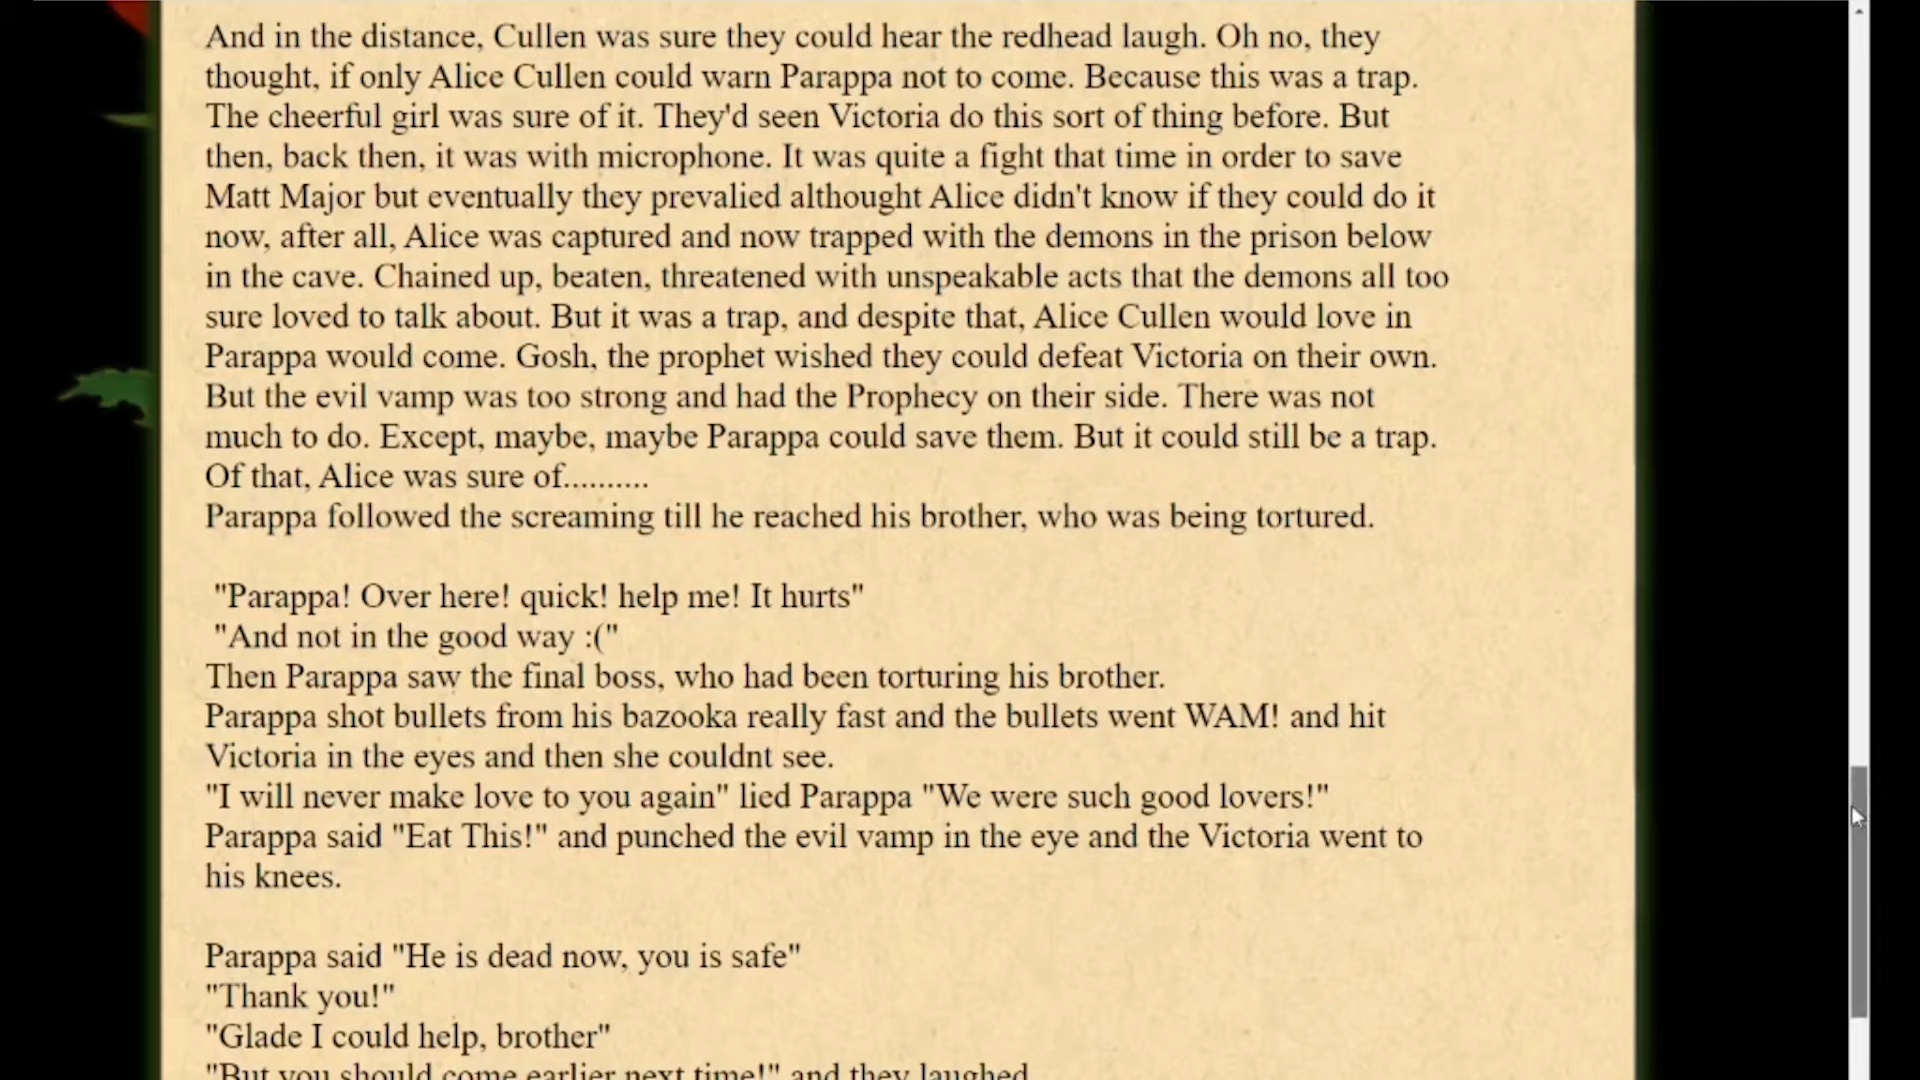 And in the distance, Cullen was sure they could hear the redhead laugh. Oh no, they
thought, if only Alice Cullen could warn Parappa not to come. Because this was a trap.
The cheerful girl was sure of it. They'd seen Victoria do this sort of thing before. But
then, back then, it was with microphone. It was quite a fight that time in order to save
Matt Major but eventually they prevalied althought Alice didn't know if they could do it
now, after all, Alice was captured and now trapped with the demons in the prison below
in the cave. Chained up, beaten, threatened with unspeakable acts that the demons all too
sure loved to talk about. But it was a trap, and despite that, Alice Cullen would love in
Parappa would come. Gosh, the prophet wished they could defeat Victoria on their own.
But the evil vamp was too strong and had the Prophecy on their side. There was not
much to do. Except, maybe, maybe Parappa could save them. But it could still be a trap.
Of that, Alice was sure of..........
Parappa followed the screaming till he reached his brother, who was being tortured.
"Parappa! Over here! quick! help me! It hurts"
"And not in the good way :("
Then Parappa saw the final boss, who had been torturing his brother.
Parappa shot bullets from his bazooka really fast and the bullets went WAM! and hit
Victoria in the eyes and then she couldnt see.
"I will never make love to you again" lied Parappa "We were such good lovers!"
Parappa said "Eat This!" and punched the evil vamp in the eye and the Victoria went to
his knees.
Parappa said "He is dead now, you is safe"
"Thank you!"
"Glade I could help, brother"
"But you should come earlier next time!" and they laughed